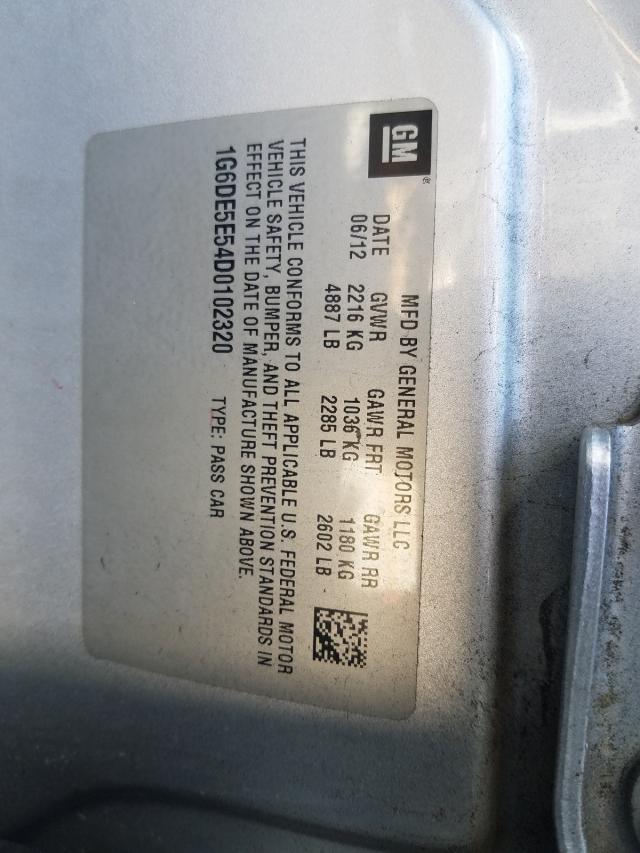 GM®
MFD BY GENERAL MOTORS LLC
DATE GVWR GAWR FRT GAWR RR
06/12 2216 KG 1036 KG 1180 KG
4887 LB 2285 LB 2602 LB
THIS VEHICLE CONFORMS TO ALL APPLICABLE U.S. FEDERAL MOTOR
VEHICLE SAFETY, BUMPER, AND THEFT PREVENTION STANDARDS IN
EFFECT ON THE DATE OF MANUFACTURE SHOWN ABOVE.
1G6DE5E54D0102320 TYPE: PASS CAR